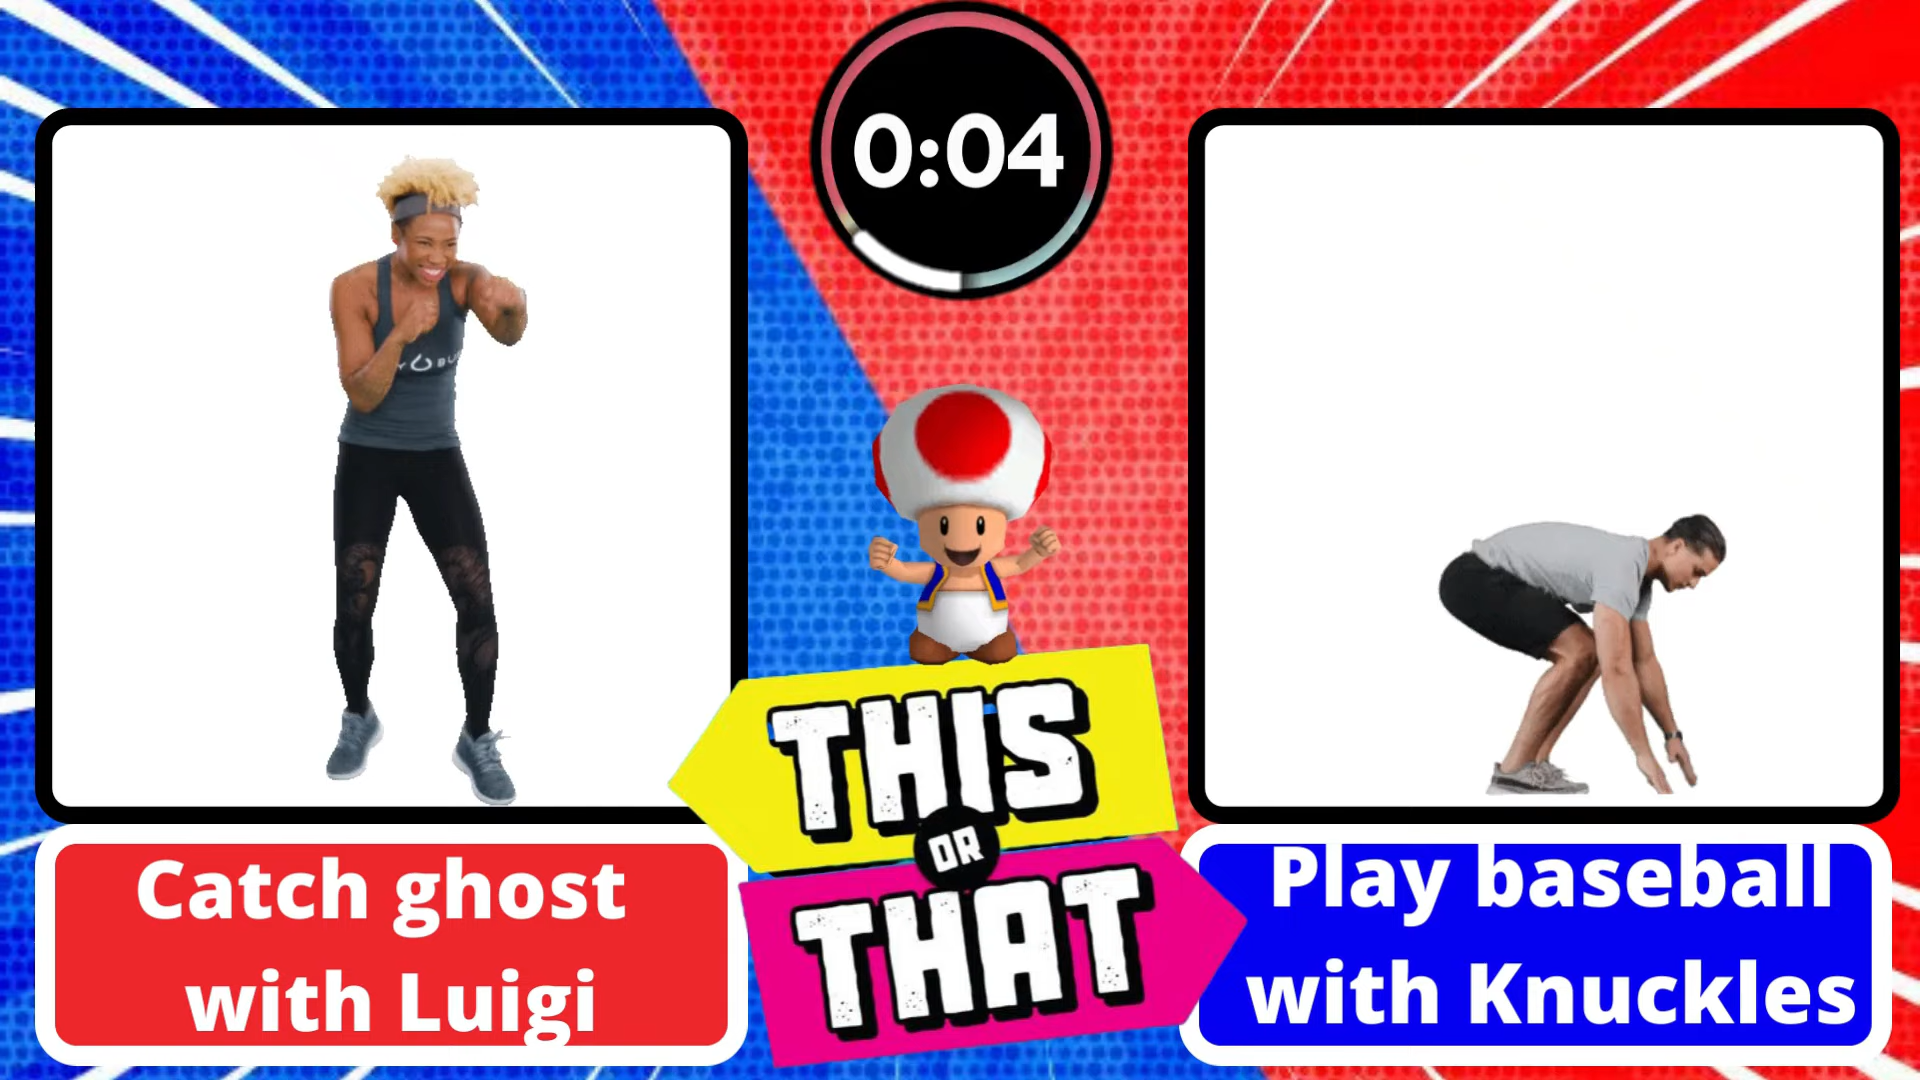 0:04
Catch ghost
with Luigi
THIS
OR
THAT
Play baseball
with Knuckles